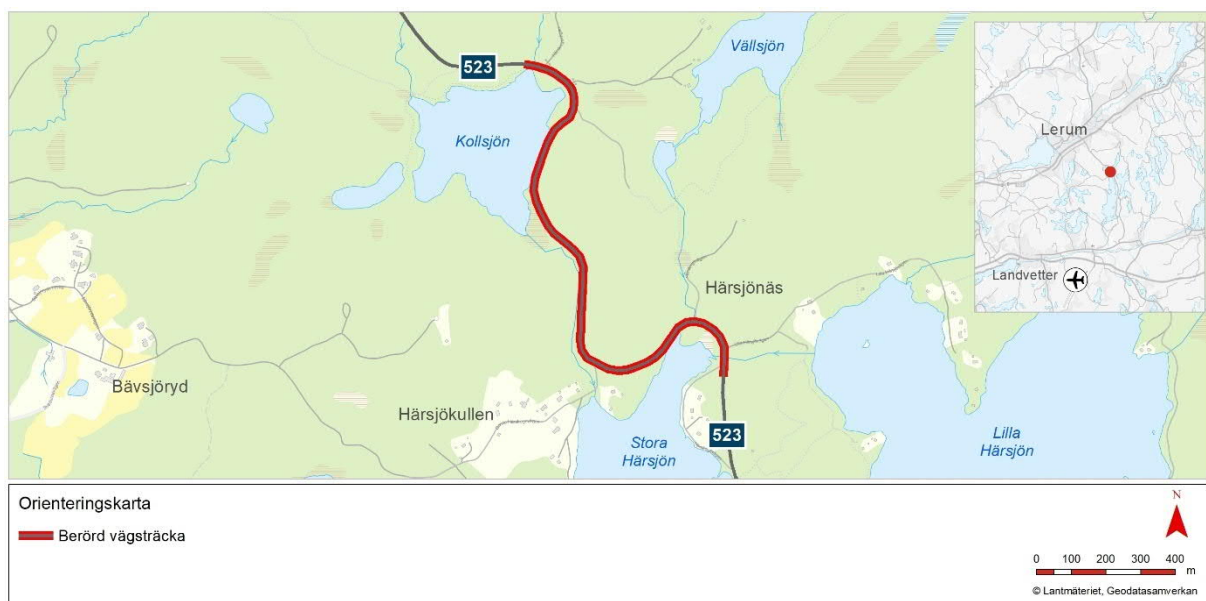 523
Vällsjön
Kollsjön
Lerum
Landvetter
Härsjönäs
Bävsjöryd
Härsjökullen
Stora
Härsjön
523
Lilla
Härsjön
Orienteringskarta
Berörd vägsträcka
N
0 100 200 300 400
m
© Lantmäteriet, Geodatasamverkan